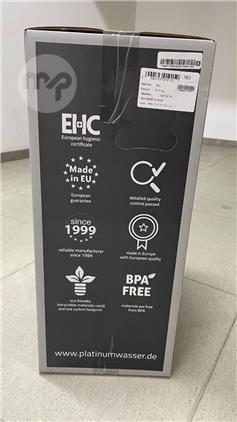 EHC
European hygienic
certificate
Made
in EU
European
guarantee
detailed quality
control passed
since
1999
reliable manufacturer
since 1999
made in Europe
with European quality
eco friendly
(recyclable materials used)
and low carbon footprint
BPA
FREE
materials are free
from BPA
www.platinumwasser.de